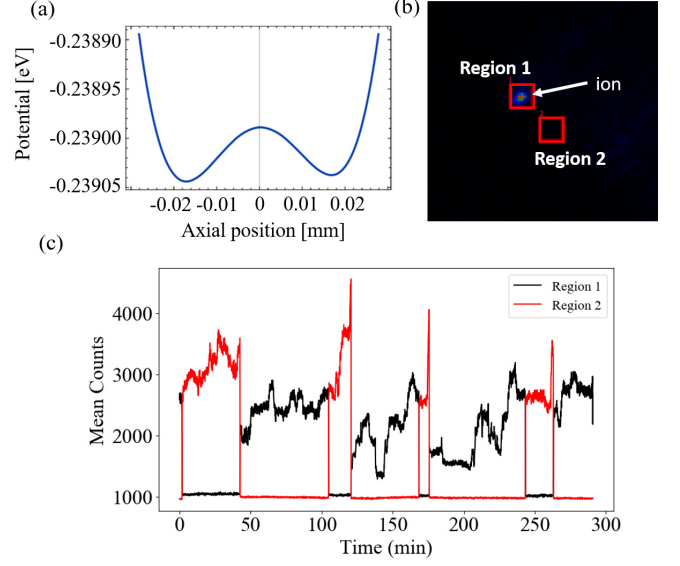 (a)
-0.23890
-0.23895
-0.23900
-0.23905
Potential [eV]
-0.02 -0.01 0 0.01 0.02
Axial position [mm]
(b)
Region 1
ion
Region 2
(c)
Region 1
Region 2
4000
3000
2000
1000
Mean Counts
0 50 100 150 200 250 300
Time (min)